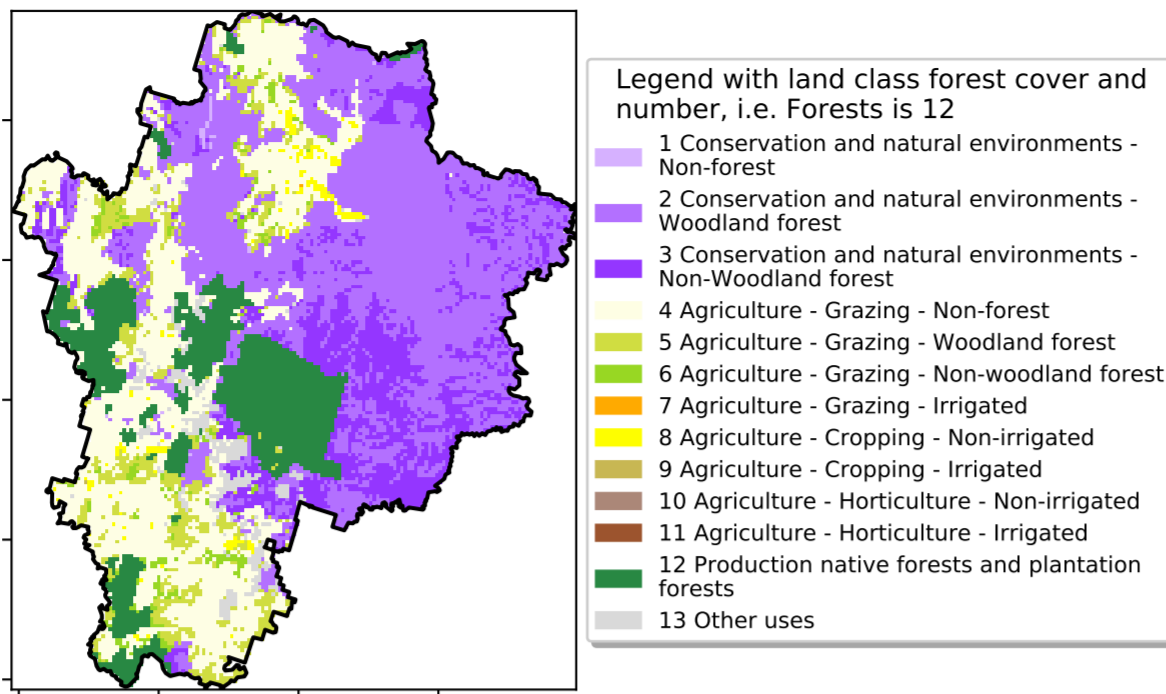 Legend with land class forest cover and
number, i.e. Forests is 12
1 Conservation and natural environments -
Non-forest
2 Conservation and natural environments -
Woodland forest
3 Conservation and natural environments -
Non-Woodland forest
4 Agriculture - Grazing - Non-forest
5 Agriculture - Grazing - Woodland forest
6 Agriculture - Grazing - Non-woodland forest
7 Agriculture - Grazing - Irrigated
8 Agriculture - Cropping - Non-irrigated
9 Agriculture - Cropping - Irrigated
10 Agriculture - Horticulture - Non-irrigated
11 Agriculture - Horticulture - Irrigated
12 Production native forests and plantation
forests
13 Other uses